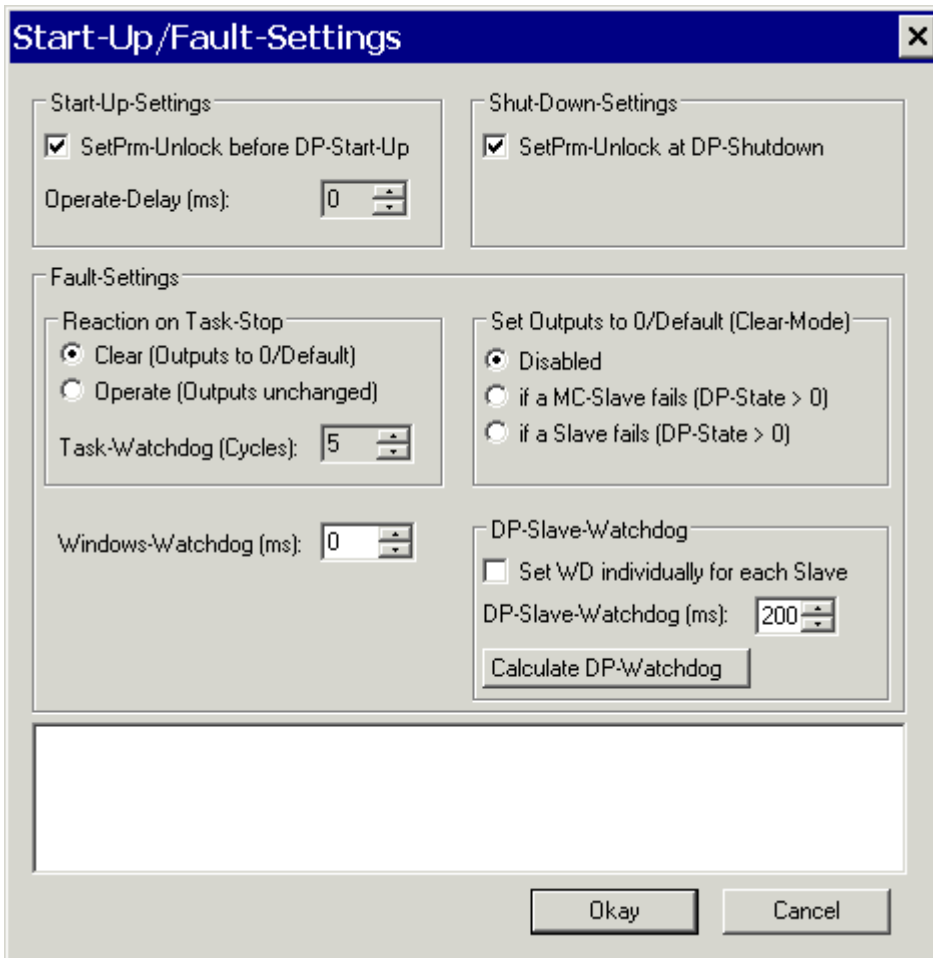 Start-Up/Fault-Settings
Start-Up-Settings
SetPrm-Unlock before DP-Start-Up
Operate-Delay (ms): 0
Shut-Down-Settings
SetPrm-Unlock at DP-Shutdown
Fault-Settings
Reaction on Task-Stop
Clear (Outputs to 0/Default)
Operate (Outputs unchanged)
Task-Watchdog (Cycles): 5
Set Outputs to 0/Default (Clear-Mode)
Disabled
if a MC-Slave fails (DP-State > 0)
if a Slave fails (DP-State > 0)
Windows-Watchdog (ms): 0
DP-Slave-Watchdog
Set WD individually for each Slave
DP-Slave-Watchdog (ms): 200
Calculate DP-Watchdog
Okay
Cancel